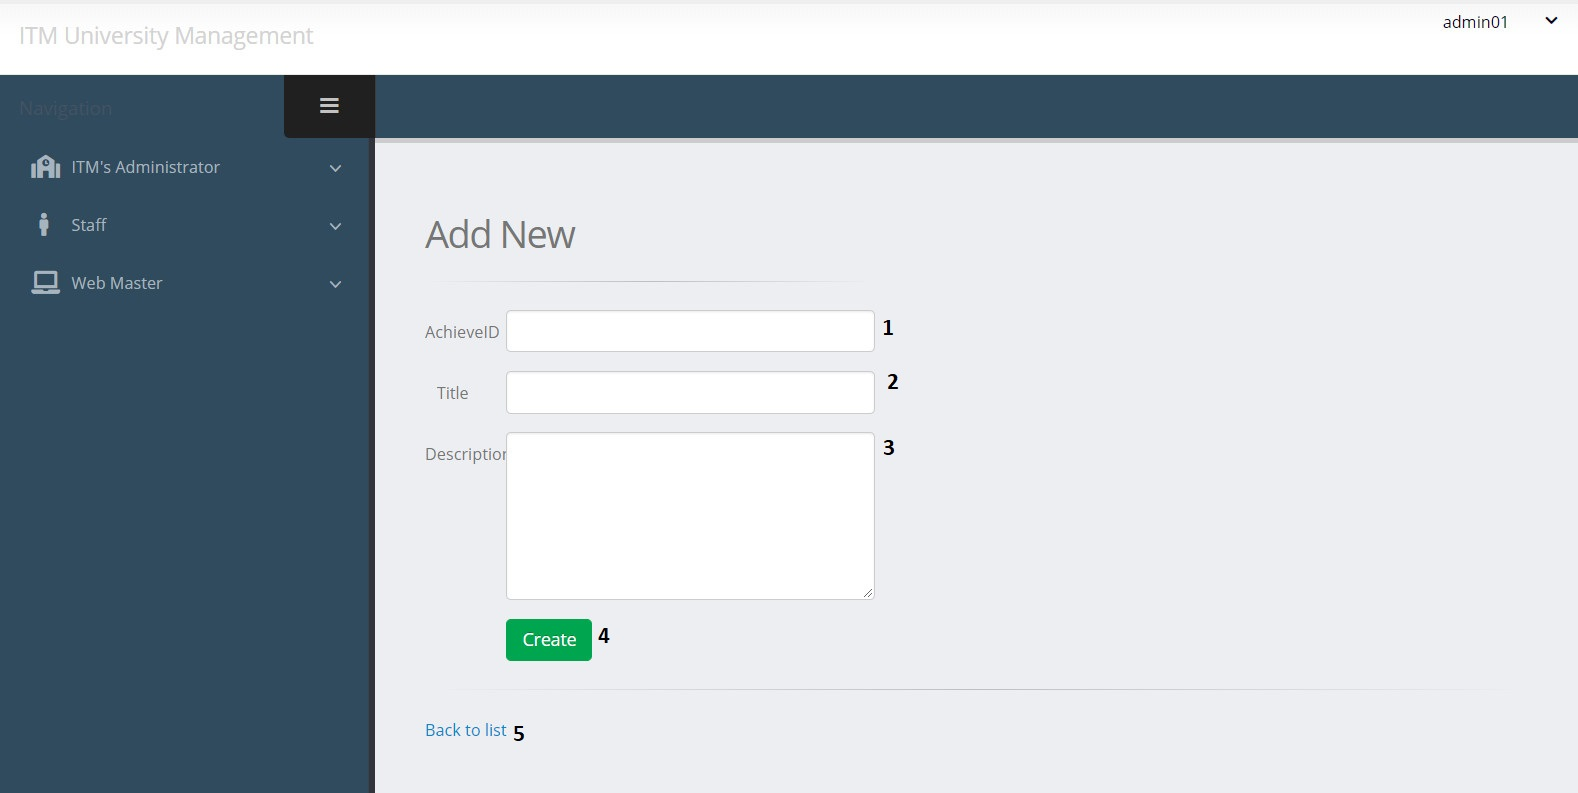 ITM University Management
admin01
Navigation
ITM's Administrator
Staff
Web Master
Add New
AchieveID 1
Title 2
Description 3
Create 4
Back to list 5